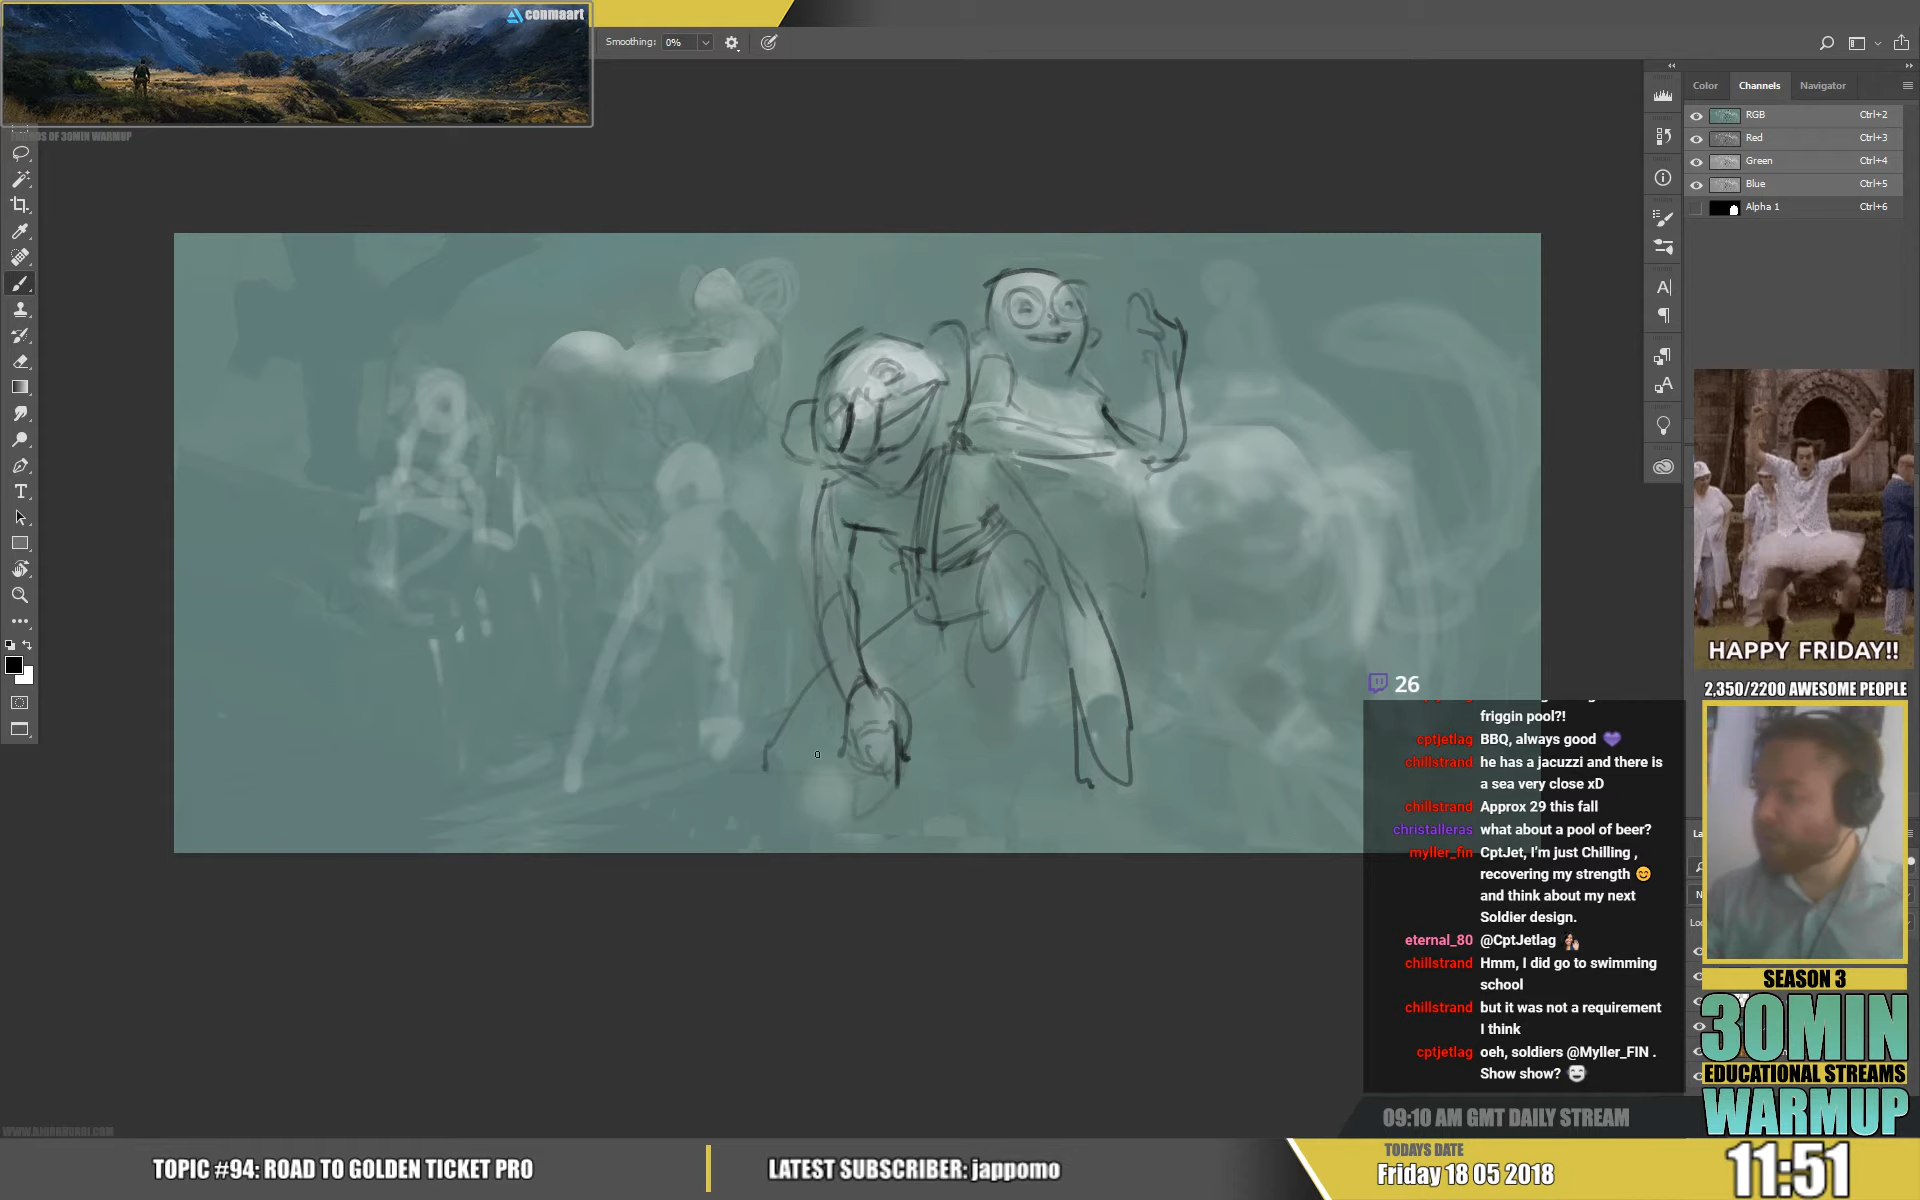 conmaart
Smoothing: 0%
OF 30MIN WARMUP
Color Channels Navigator
RGB Ctrl+2
Red Ctrl+3
Green Ctrl+4
Blue Ctrl+5
Alpha 1 Ctrl+6
HAPPY FRIDAY!!
2,350/2200 AWESOME PEOPLE
26
friggin pool?!
cptjetlag BBQ, always good
chillstrand he has a jacuzzi and there is
a sea very close xD
chillstrand Approx 29 this fall
christalleras what about a pool of beer?
myller_fin CptJet, I'm just Chilling ,
recovering my strength
and think about my next
Soldier design.
eternal_80 @CptJetlag
chillstrand Hmm, I did go to swimming
school
chillstrand but it was not a requirement
I think
cptjetlag oeh, soldiers @Myller_FIN .
Show show?
SEASON 3
30MIN
EDUCATIONAL STREAMS
WARMUP
09:10 AM GMT DAILY STREAM
TOPIC #94: ROAD TO GOLDEN TICKET PRO
LATEST SUBSCRIBER: jappomo
TODAYS DATE
Friday 18 05 2018
11:51